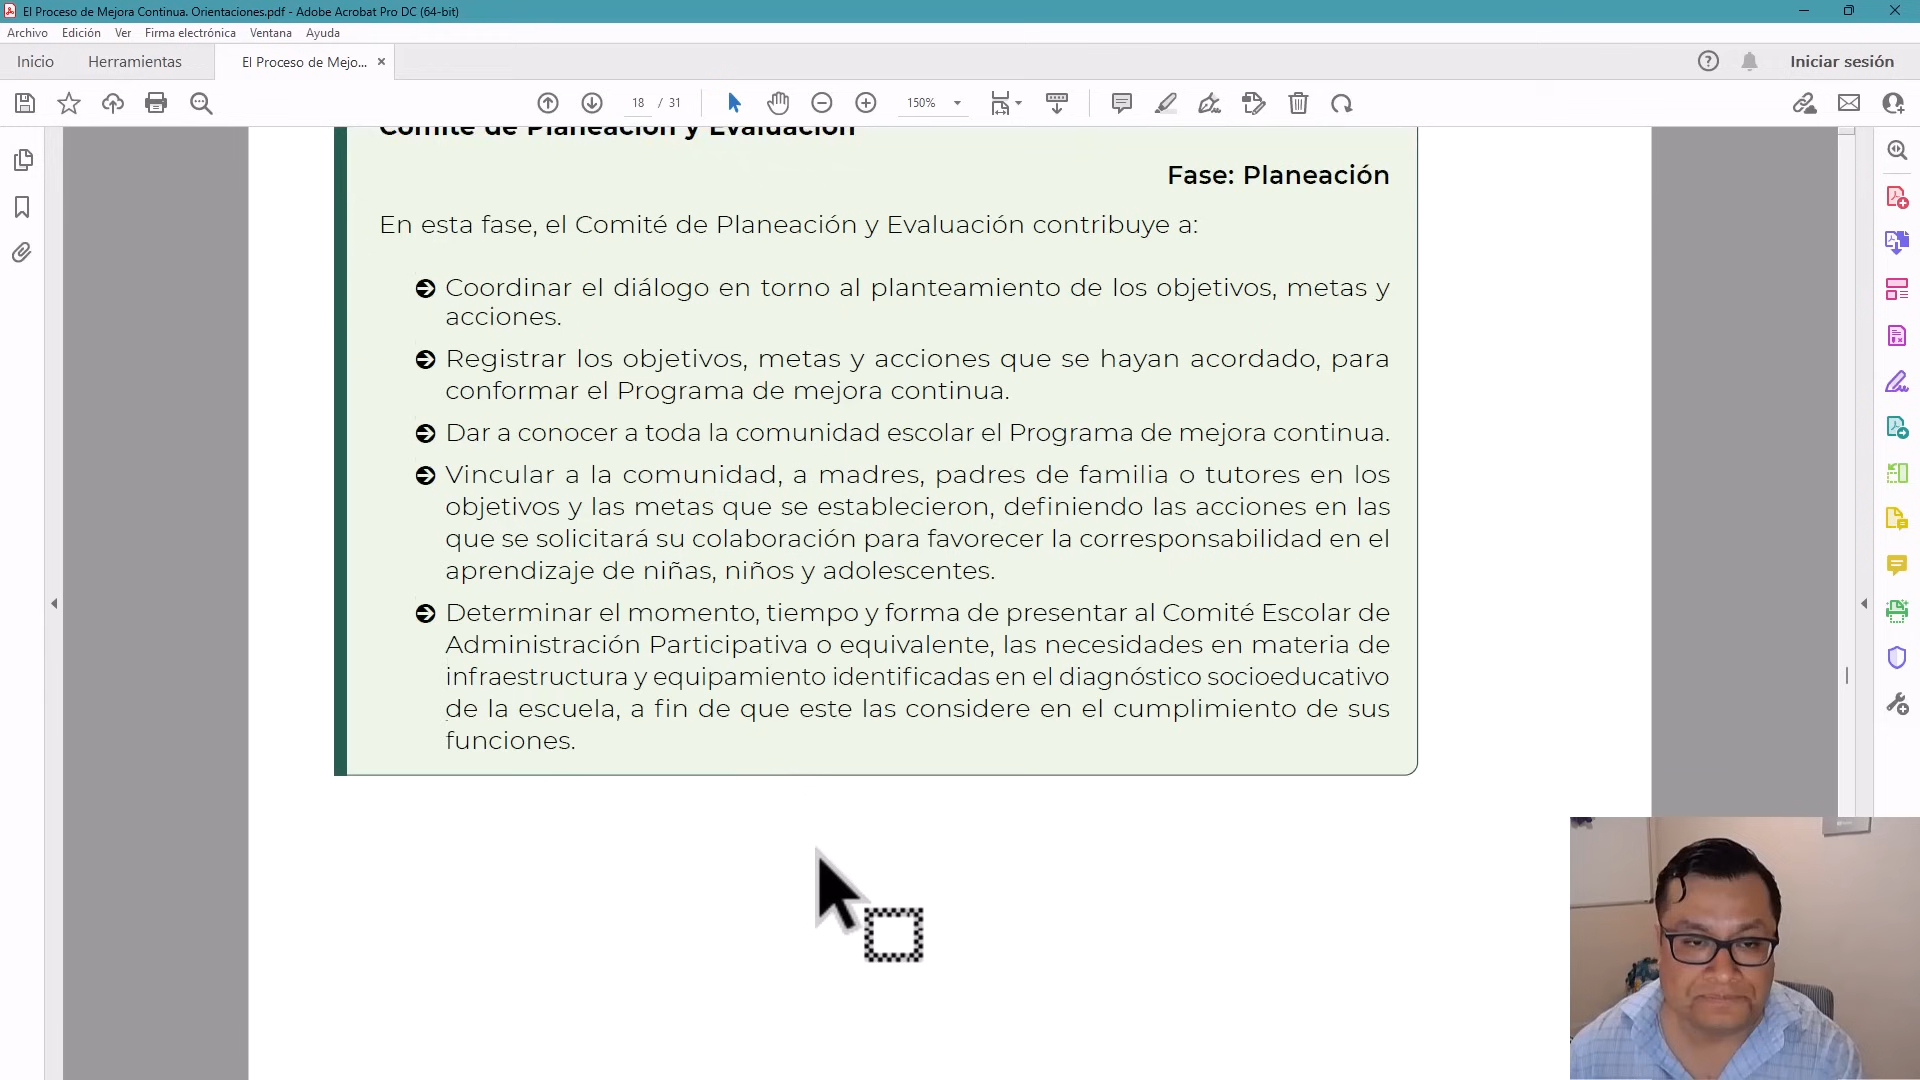 El Proceso de Mejora Continua. Orientaciones.pdf - Adobe Acrobat Pro DC (64-bit)
Archivo Edición Ver Firma electrónica Ventana Ayuda
Inicio Herramientas El Proceso de Mejo... Iniciar sesión
18 / 31 150%
Comité de Planeación y Evaluación
Fase: Planeación
En esta fase, el Comité de Planeación y Evaluación contribuye a:
Coordinar el diálogo en torno al planteamiento de los objetivos, metas y
acciones.
Registrar los objetivos, metas y acciones que se hayan acordado, para
conformar el Programa de mejora continua.
Dar a conocer a toda la comunidad escolar el Programa de mejora continua.
Vincular a la comunidad, a madres, padres de familia o tutores en los
objetivos y las metas que se establecieron, definiendo las acciones en las
que se solicitará su colaboración para favorecer la corresponsabilidad en el
aprendizaje de niñas, niños y adolescentes.
Determinar el momento, tiempo y forma de presentar al Comité Escolar de
Administración Participativa o equivalente, las necesidades en materia de
infraestructura y equipamiento identificadas en el diagnóstico socioeducativo
de la escuela, a fin de que este las considere en el cumplimiento de sus
funciones.